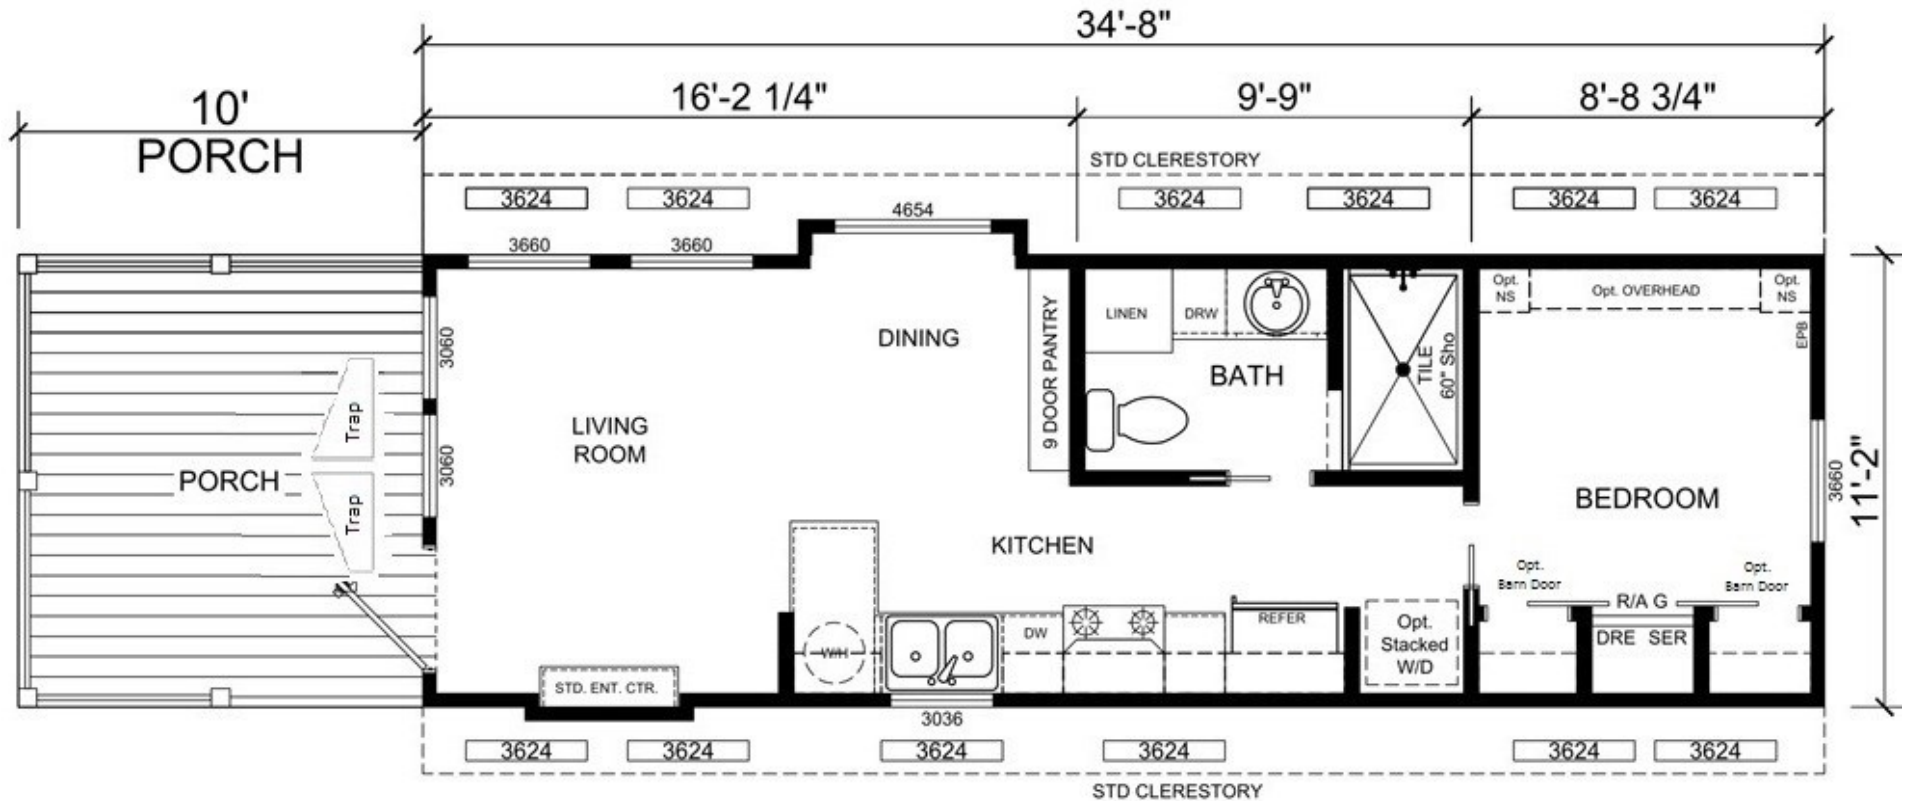 34'-8"
10'
16'-2 1/4"
9'-9"
8'-8 3/4"
PORCH
STD CLERESTORY
3624
3624
3624
3624
3624
3624
4654
3660
3660
Opt.
NS
Opt. OVERHEAD
Opt.
NS
LINEN
DRW
EPB
3060
DINING
9 DOOR PANTRY
BATH
TILE
60" Sho
Trap
LIVING
ROOM
3060
PORCH
Trap
BEDROOM
3660
11'-2"
KITCHEN
Opt.
Barn Door
Opt.
Barn Door
R/A G
REFER
DW
Opt.
Stacked
W/D
DRE SER
W/H
STD. ENT. CTR.
3036
3624
3624
3624
3624
3624
3624
STD CLERESTORY